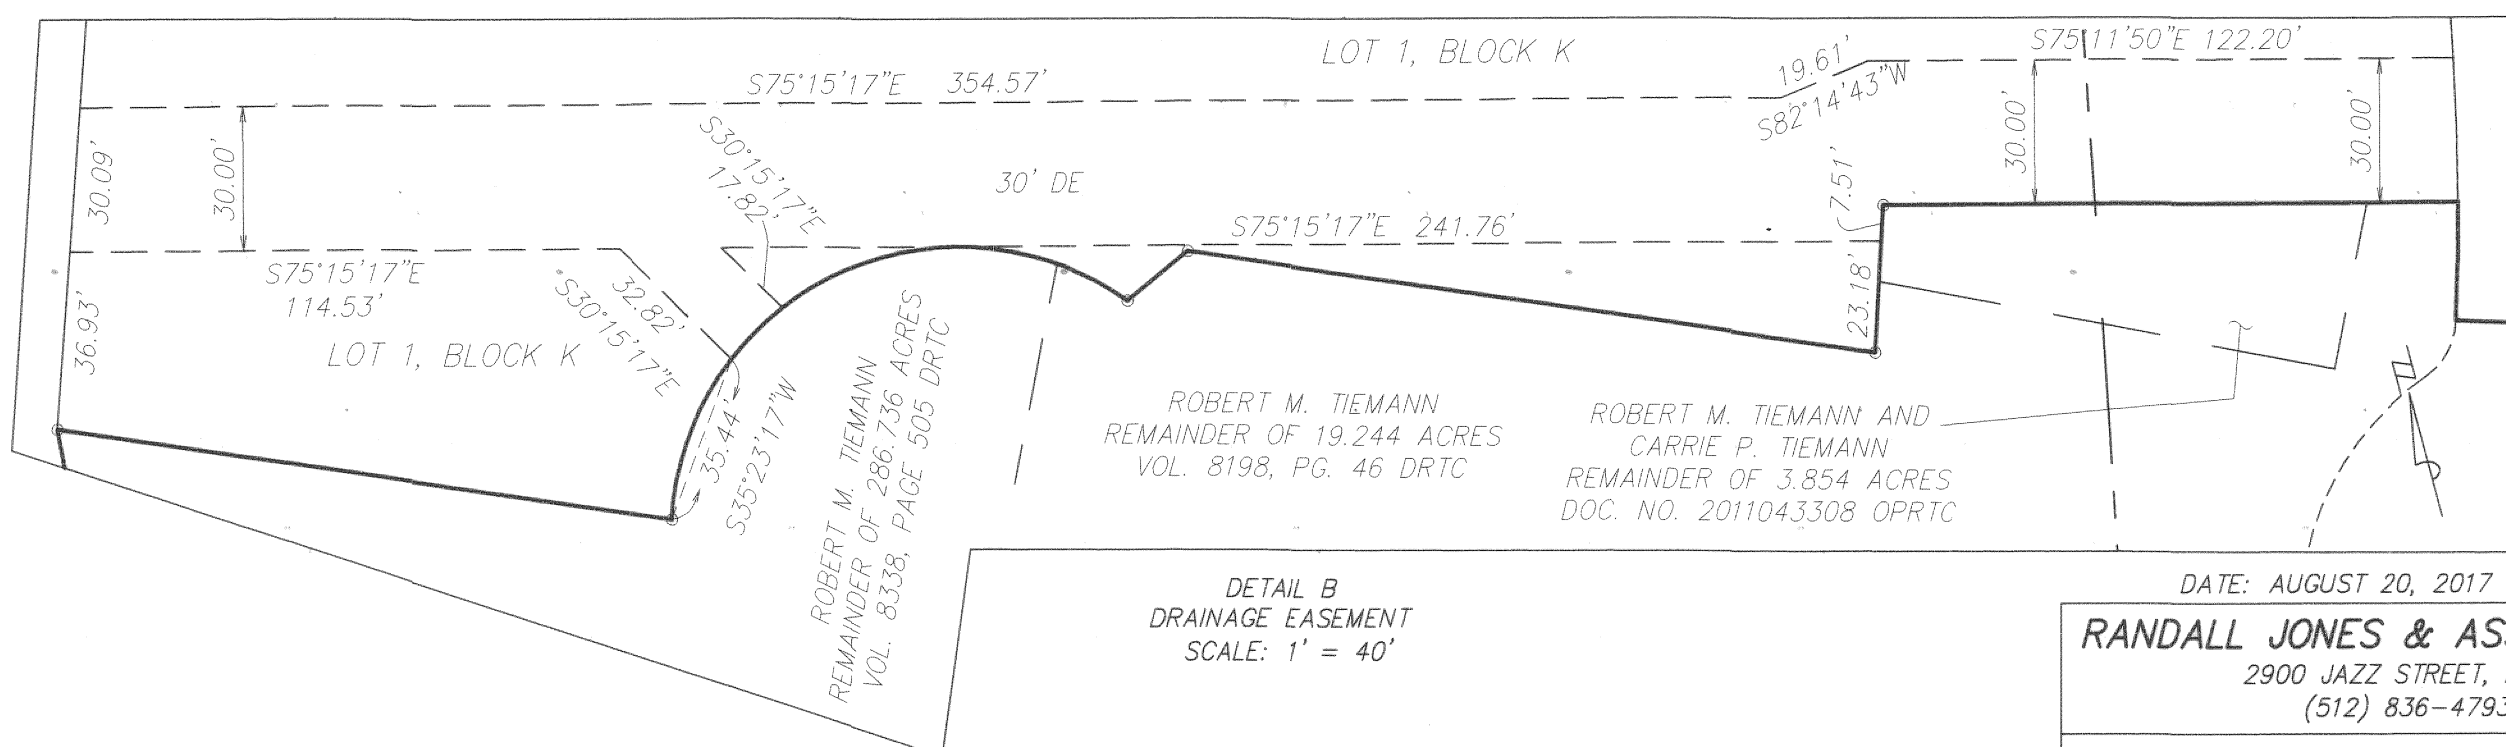 LOT 1, BLOCK K
S75°11'50"E 122.20'
S75°15'17"E 354.57'
19.61'
S82°14'43"W
30.09'
30.00'
S30°15'17"E
17.82'
30' DE
S75°15'17"E 241.76'
7.51'
30.00'
30.00'
S75°15'17"E
114.53'
36.93'
32.82'
S30°15'17"E
LOT 1, BLOCK K
23.18'
35.44'
S35°23'17"W
ROBERT M. TIEMANN
REMAINDER OF 286.736 ACRES
VOL. 8338, PAGE 505 DRTC
ROBERT M. TIEMANN
REMAINDER OF 19.244 ACRES
VOL. 8198, PG. 46 DRTC
ROBERT M. TIEMANN AND
CARRIE P. TIEMANN
REMAINDER OF 3.854 ACRES
DOC. NO. 2011043308 OPRTC
DETAIL B
DRAINAGE EASEMENT
SCALE: 1' = 40'
DATE: AUGUST 20, 2017
RANDALL JONES & AS
2900 JAZZ STREET,
(512) 836-4793